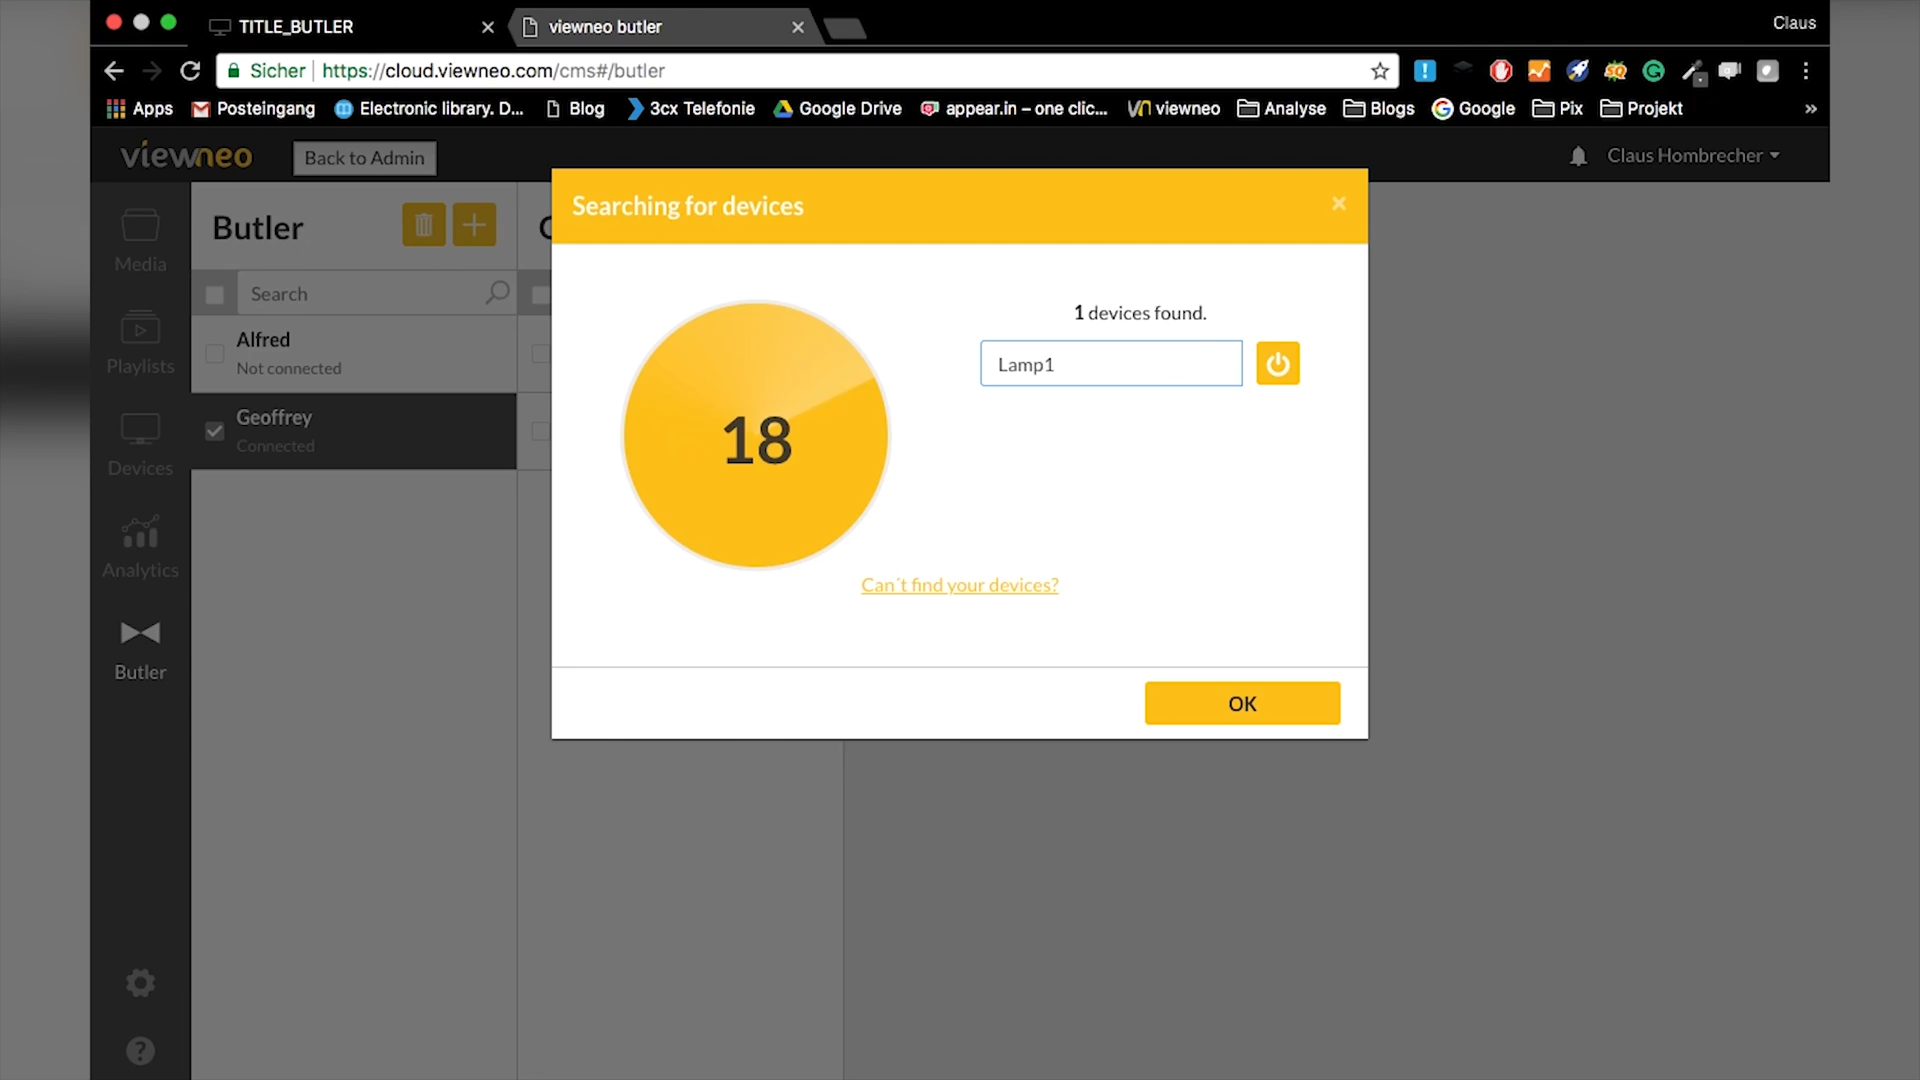 TITLE_BUTLER
viewneo butler
Claus
Sicher
https://cloud.viewneo.com/cms#/butler
Apps
Posteingang
Electronic library. D...
Blog
3cx Telefonie
Google Drive
appear.in – one clic...
viewneo
Analyse
Blogs
Google
Pix
Projekt
»
viewneo
Back to Admin
Claus Hombrecher
Media
Playlists
Devices
Analytics
Butler
Butler
Search
Alfred
Not connected
Geoffrey
Connected
Searching for devices
18
1 devices found.
Lamp1
Can´t find your devices?
OK